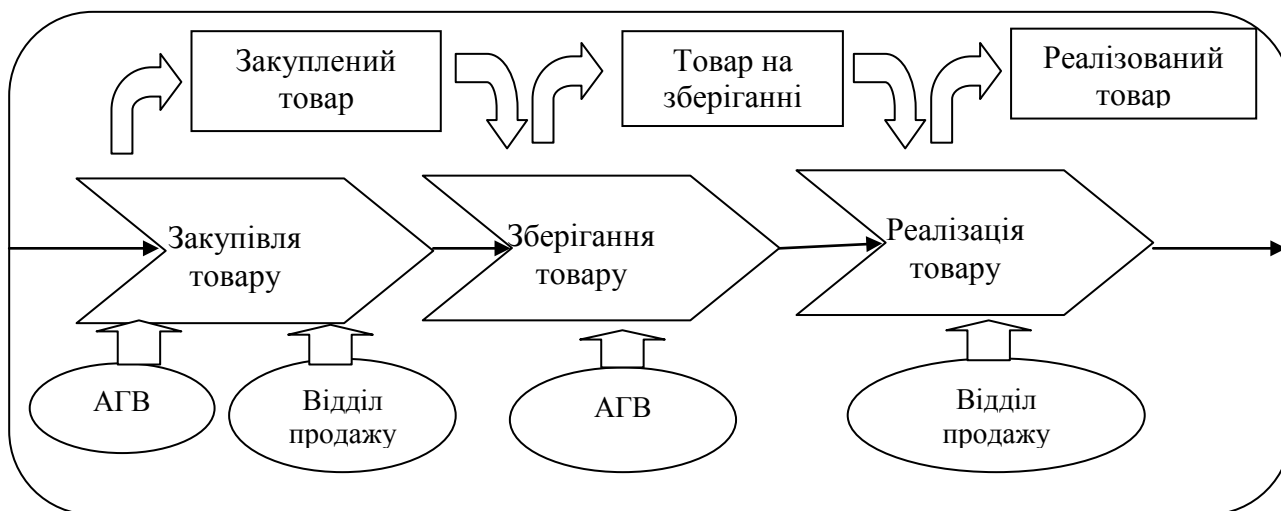 Закуплений
товар
Товар на
зберіганні
Реалізований
товар
Закупівля
товару
Зберігання
товару
Реалізація
товару
АГВ
Відділ
продажу
АГВ
Відділ
продажу